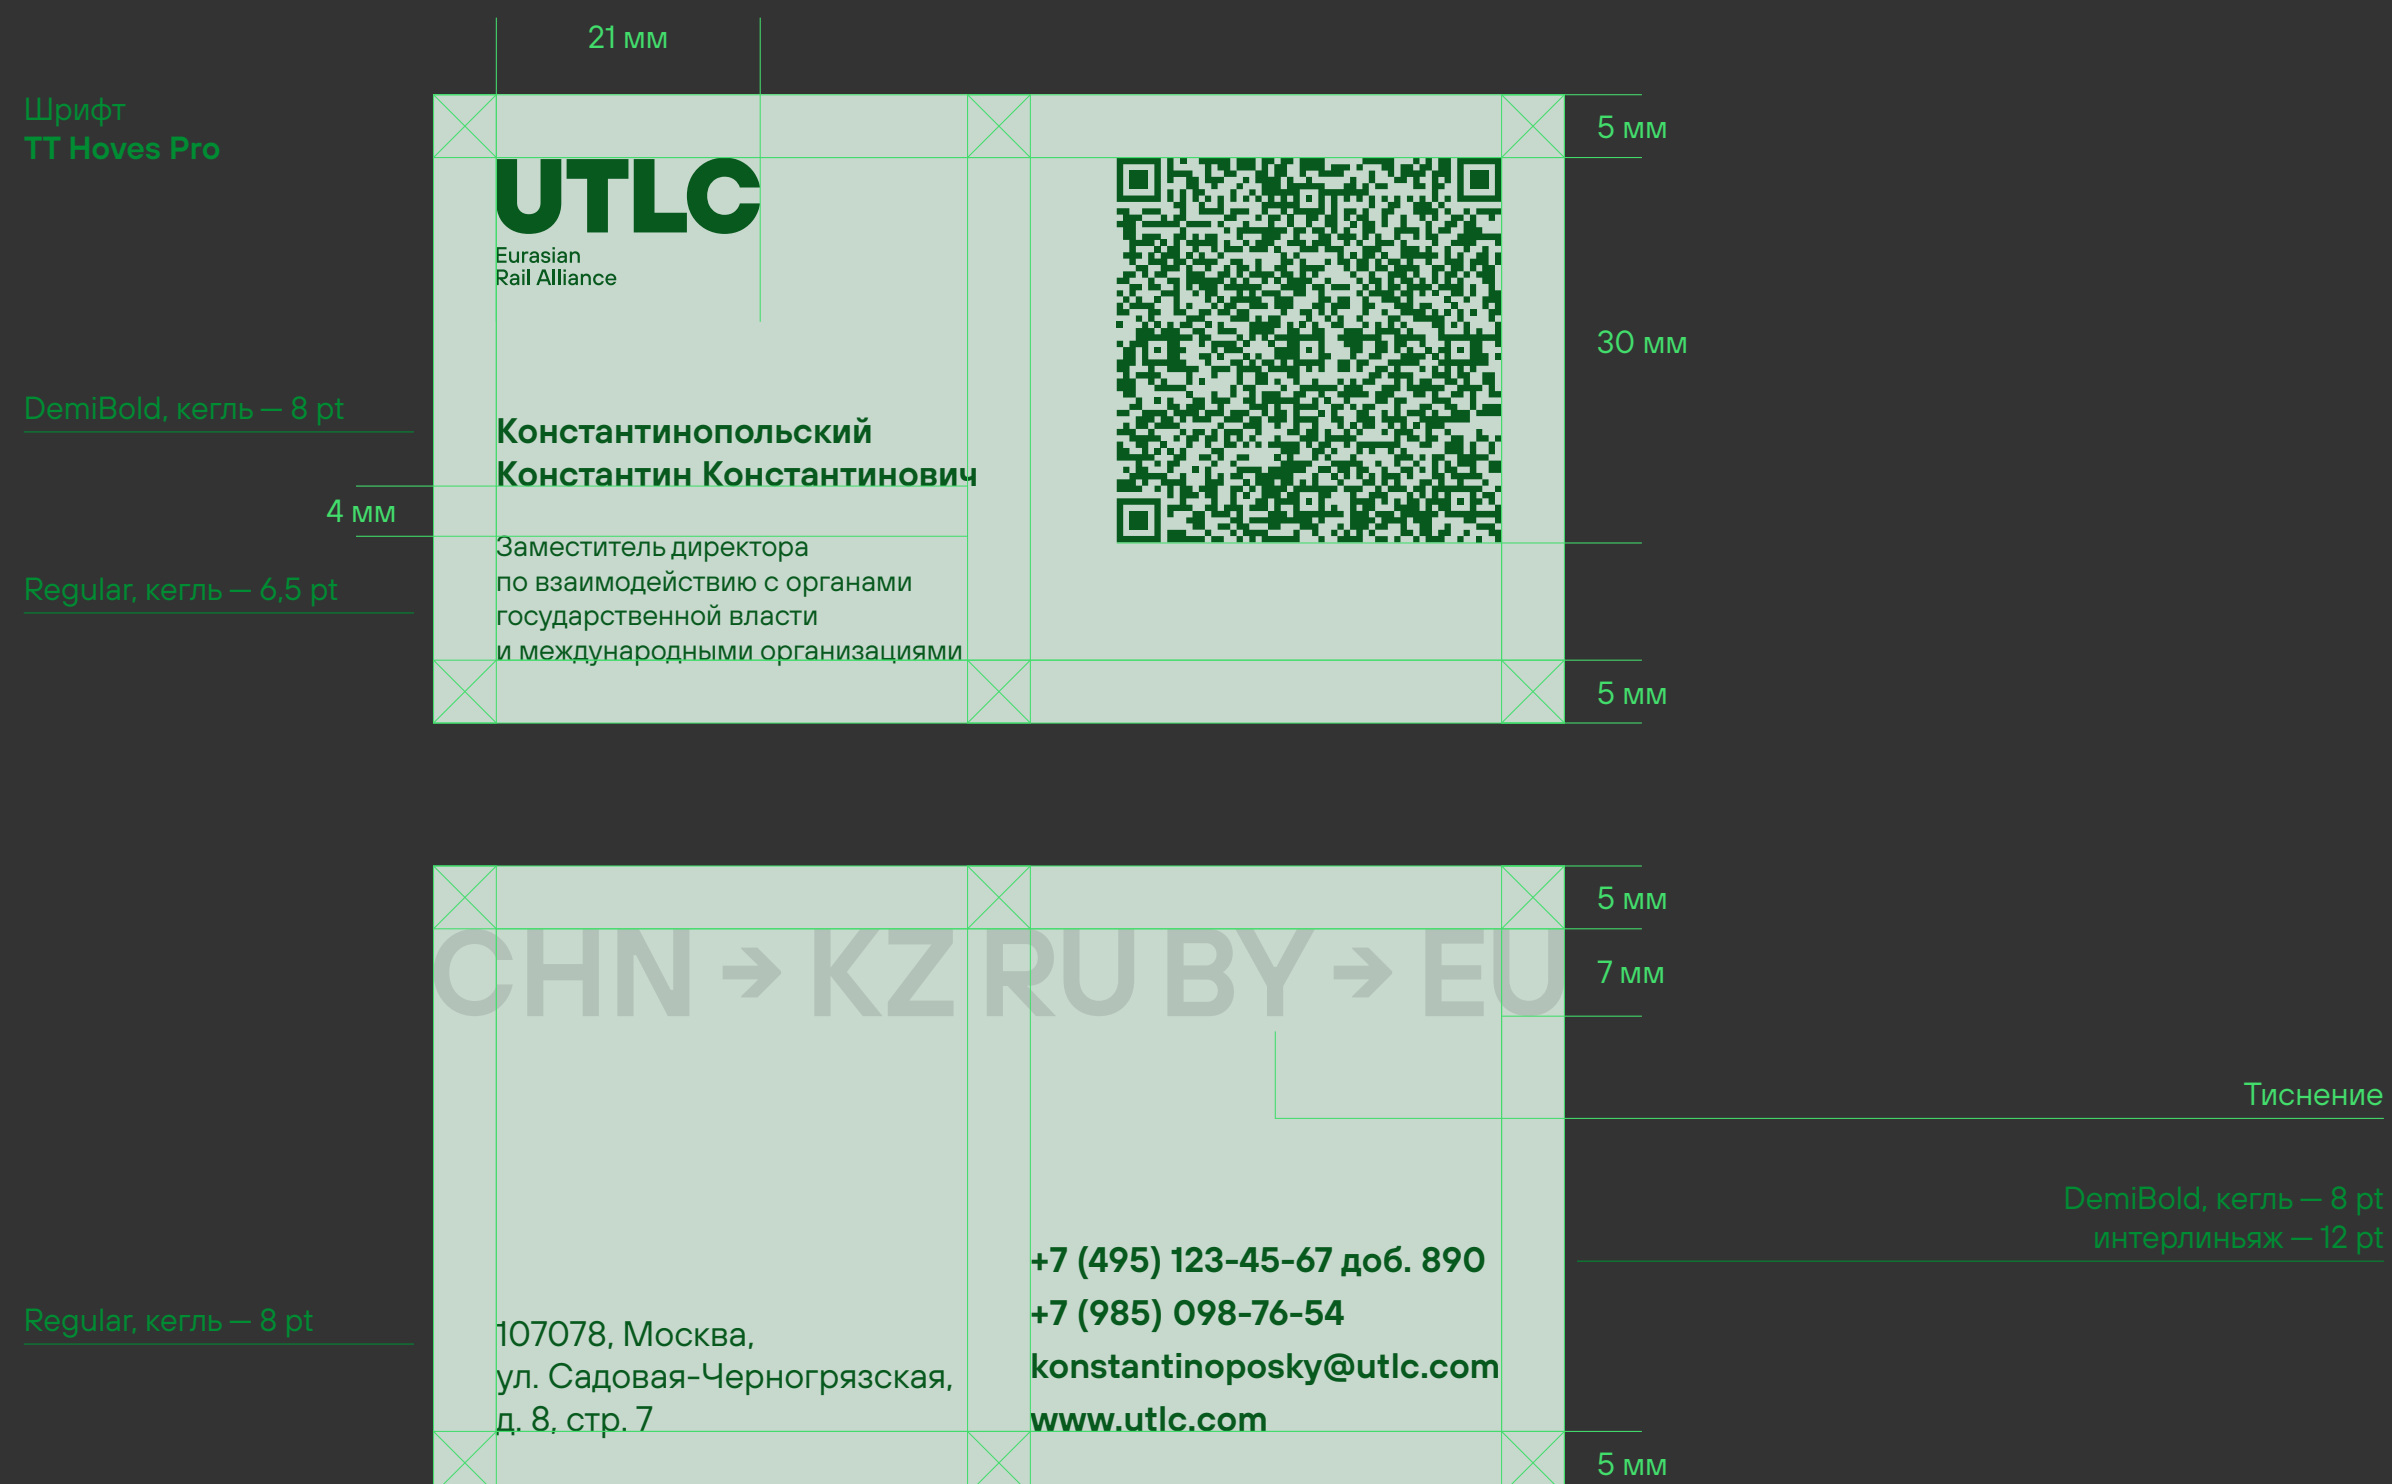 21 мм
Шрифт
TT Hoves Pro
5 мм
UTLC
Eurasian
Rail Alliance
30 мм
DemiBold, кегль — 8 pt
Константинопольский
Константин Константинович
4 мм
Заместитель директора
по взаимодействию с органами
государственной власти
и международными организациями
Regular, кегль — 6,5 pt
5 мм
5 мм
CHN → KZ RU BY → EU
7 мм
Тиснение
DemiBold, кегль — 8 pt
интерлиньяж — 12 pt
+7 (495) 123-45-67 доб. 890
+7 (985) 098-76-54
konstantinoposky@utlc.com
www.utlc.com
Regular, кегль — 8 pt
107078, Москва,
ул. Садовая-Черногрязская,
д. 8, стр. 7
5 мм